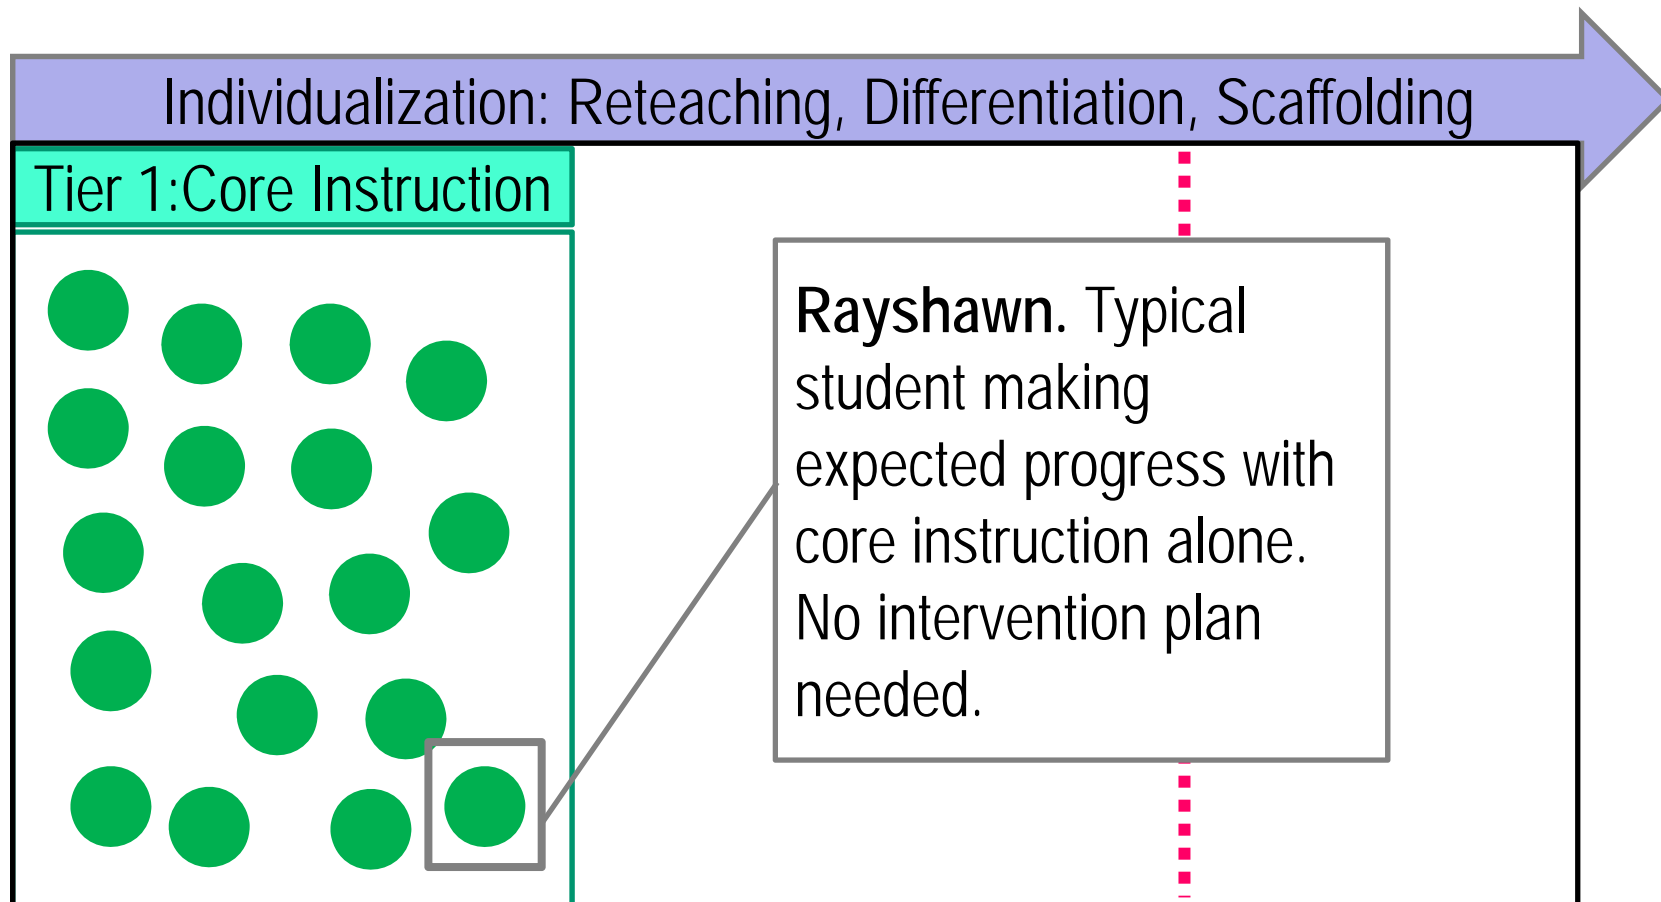 Individualization: Reteaching, Differentiation, Scaffolding
Tier 1:Core Instruction
Rayshawn. Typical
student making
expected progress with
core instruction alone.
No intervention plan
needed.